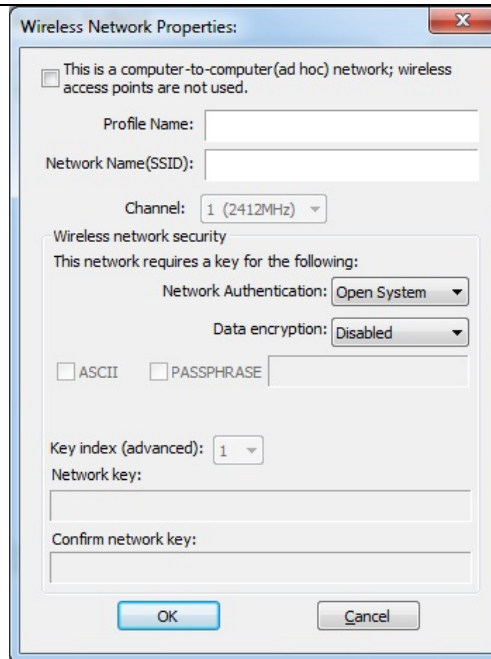 Wireless Network Properties:
This is a computer-to-computer(ad hoc) network; wireless
access points are not used.
Profile Name:
Network Name(SSID):
Channel: 1 (2412MHz)
Wireless network security
This network requires a key for the following:
Network Authentication: Open System
Data encryption: Disabled
ASCII PASSPHRASE
Key index (advanced): 1
Network key:
Confirm network key:
OK Cancel